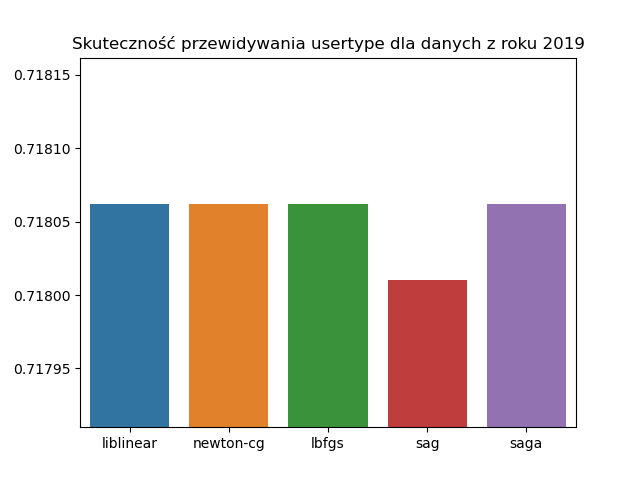 Skuteczność przewidywania usertype dla danych z roku 2019
0.71815
0.71810
0.71805
0.71800
0.71795
liblinear newton-cg lbfgs sag saga